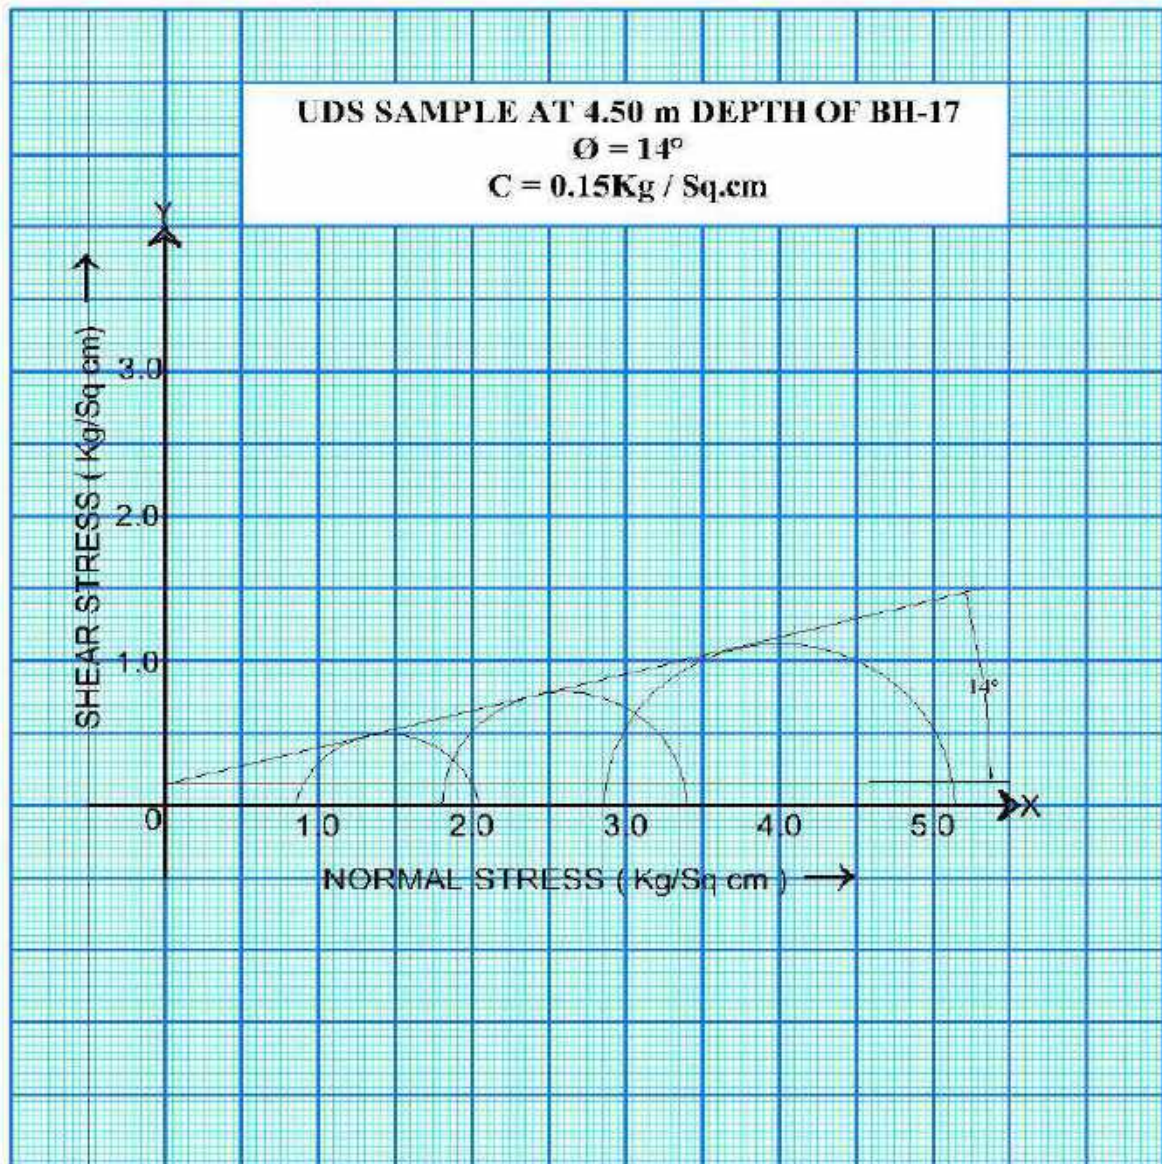 UDS SAMPLE AT 4.50 m DEPTH OF BH-17
Ø = 14°
C = 0.15Kg / Sq.cm
Y
SHEAR STRESS ( Kg/Sq cm)
3.0
2.0
1.0
14°
0
1.0 2.0 3.0 4.0 5.0
X
NORMAL STRESS ( Kg/Sq cm )